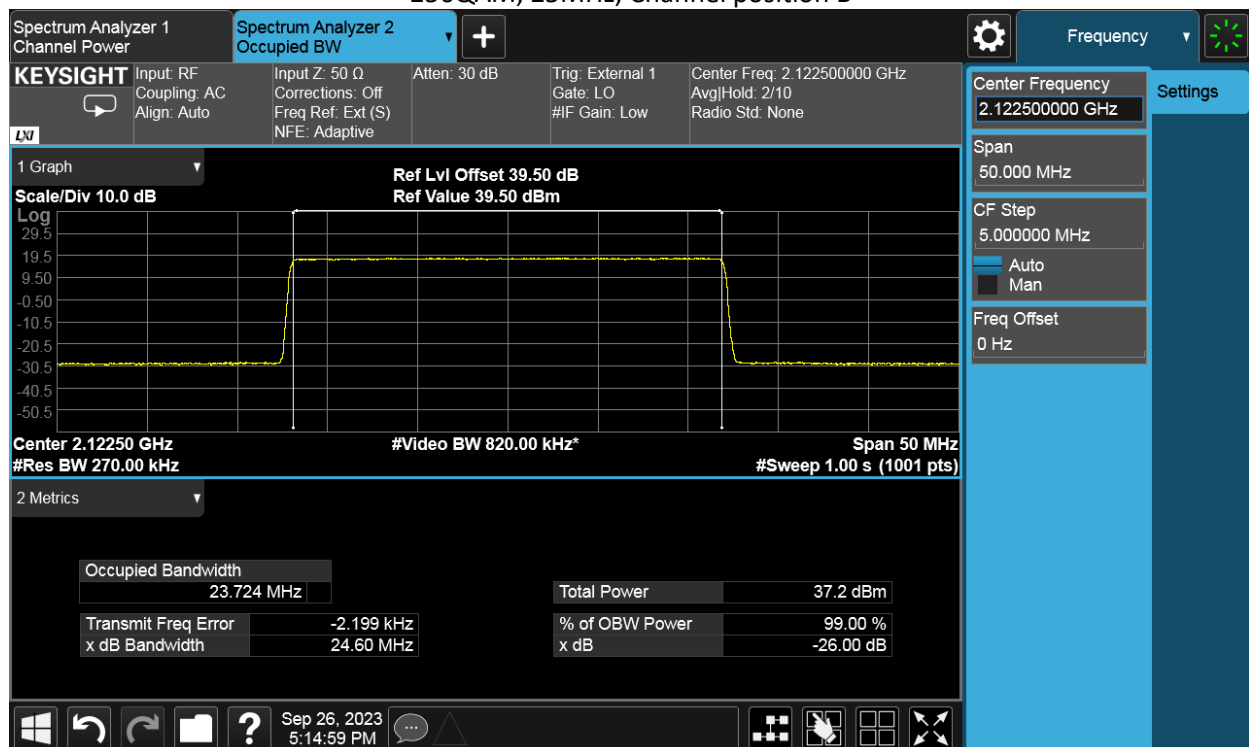 256QAM, 25MHz, Channel position B
Spectrum Analyzer 1
Channel Power
Spectrum Analyzer 2
Occupied BW
Frequency
KEYSIGHT
LXI
Input: RF
Coupling: AC
Align: Auto
Input Z: 50 Ω
Corrections: Off
Freq Ref: Ext (S)
NFE: Adaptive
Atten: 30 dB
Trig: External 1
Gate: LO
#IF Gain: Low
Center Freq: 2.122500000 GHz
Avg|Hold: 2/10
Radio Std: None
Center Frequency
2.122500000 GHz
Settings
Span
50.000 MHz
CF Step
5.000000 MHz
Auto
Man
Freq Offset
0 Hz
1 Graph
Scale/Div 10.0 dB
Ref Lvl Offset 39.50 dB
Ref Value 39.50 dBm
Log
29.5
19.5
9.50
-0.50
-10.5
-20.5
-30.5
-40.5
-50.5
Center 2.12250 GHz
#Video BW 820.00 kHz*
Span 50 MHz
#Res BW 270.00 kHz
#Sweep 1.00 s (1001 pts)
2 Metrics
Occupied Bandwidth
23.724 MHz
Total Power 37.2 dBm
Transmit Freq Error -2.199 kHz
% of OBW Power 99.00 %
x dB Bandwidth 24.60 MHz
x dB -26.00 dB
?
Sep 26, 2023
5:14:59 PM